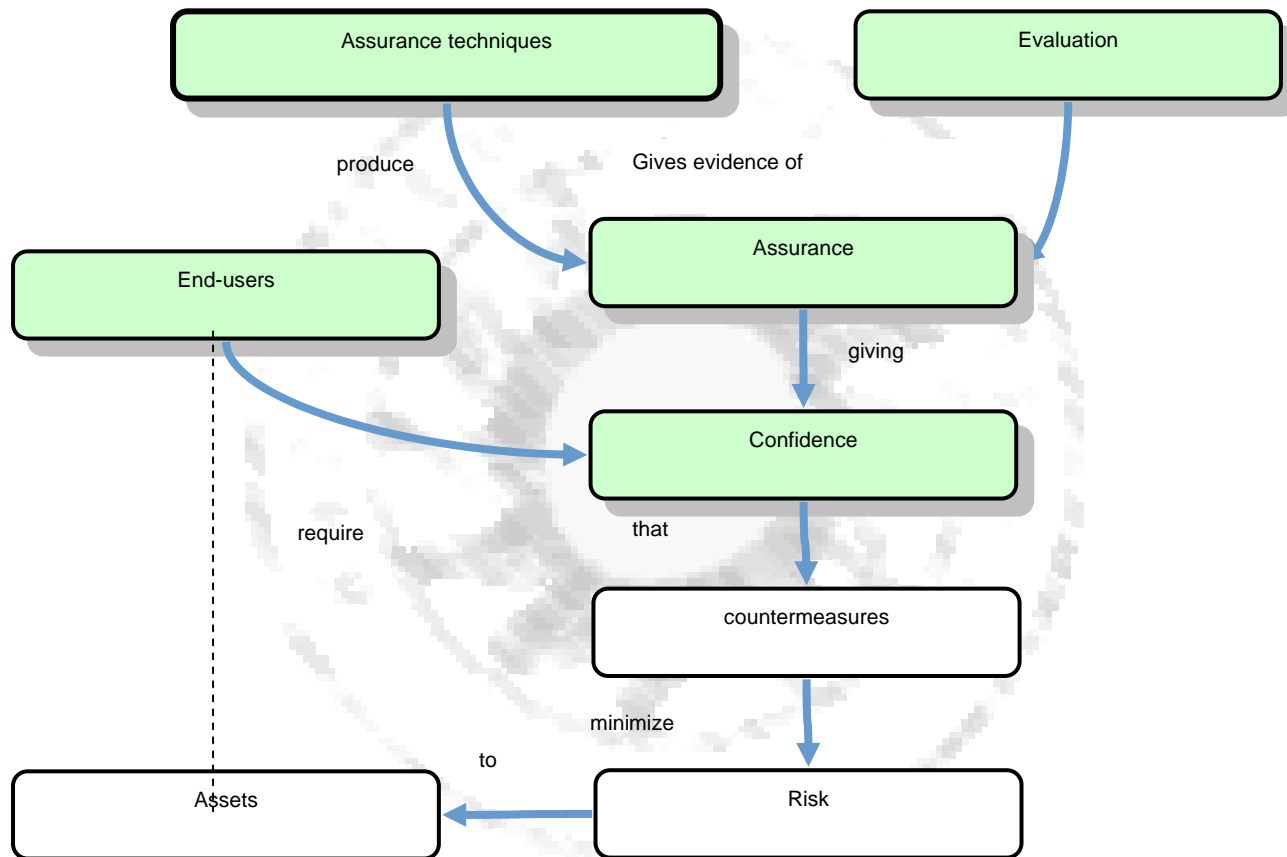 Assurance techniques
Evaluation
produce
Gives evidence of
Assurance
End-users
giving
Confidence
require
that
countermeasures
minimize
to
Assets
Risk